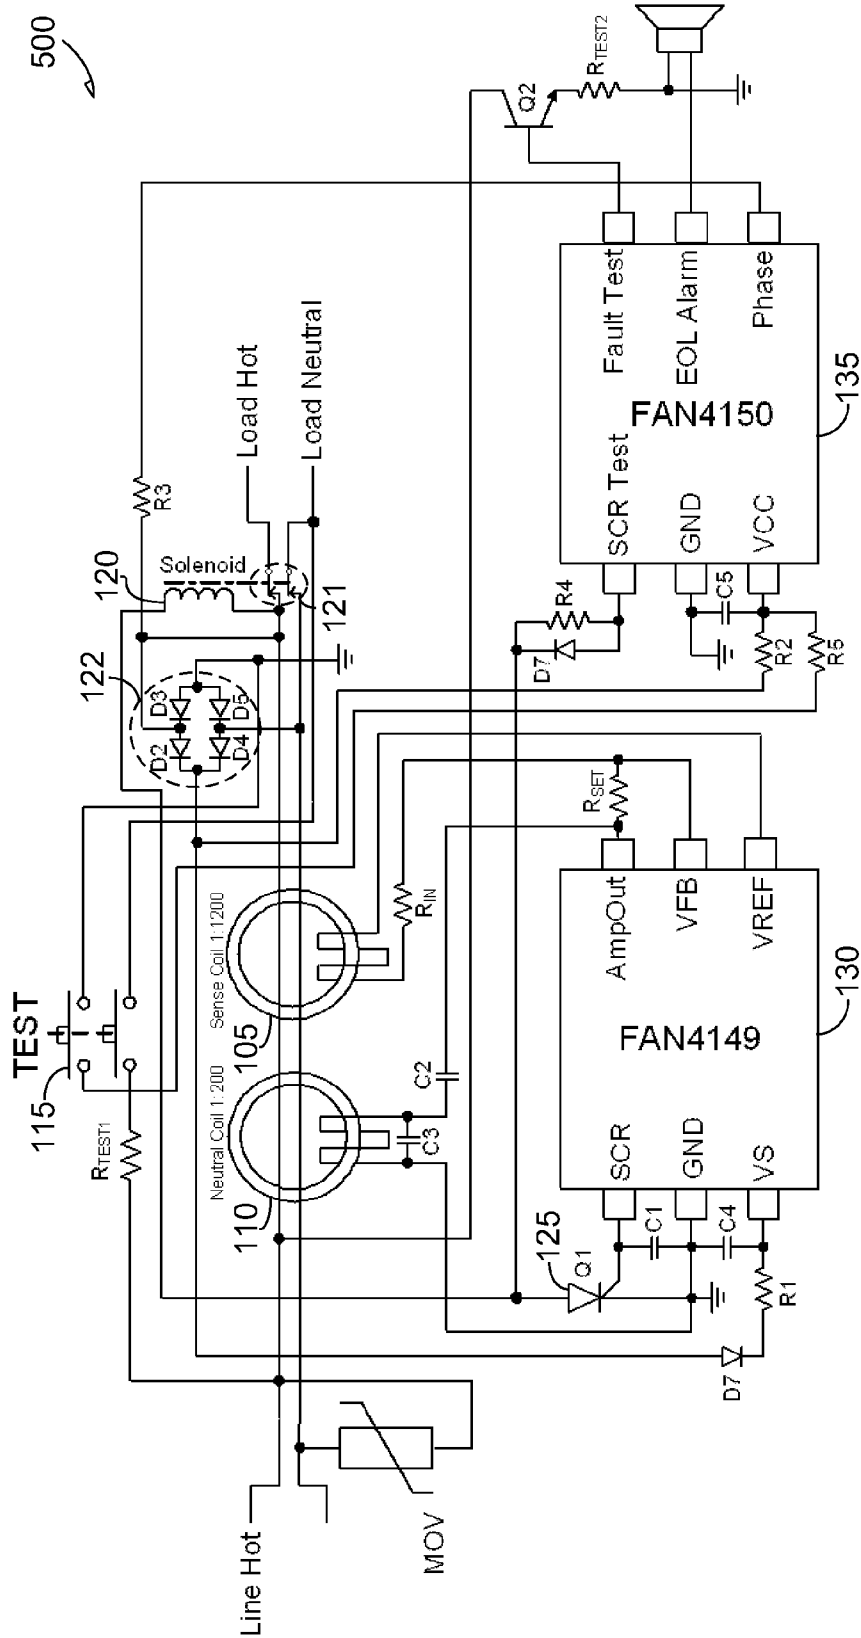 500
TEST
115
RTEST1
Neutral Coil 1:200
Sense Coil 1:1200
110
105
122
120
D2
D3
D4
D5
Solenoid
121
R3
Load Hot
Load Neutral
Line Hot
MOV
C3
C2
RIN
RSET
125
Q1
C1
C4
R1
D7
SCR
GND
VS
FAN4149
AmpOut
VFB
VREF
130
D7
R4
C5
R2
R5
SCR Test
GND
VCC
FAN4150
Fault Test
EOL Alarm
Phase
135
Q2
RTEST2